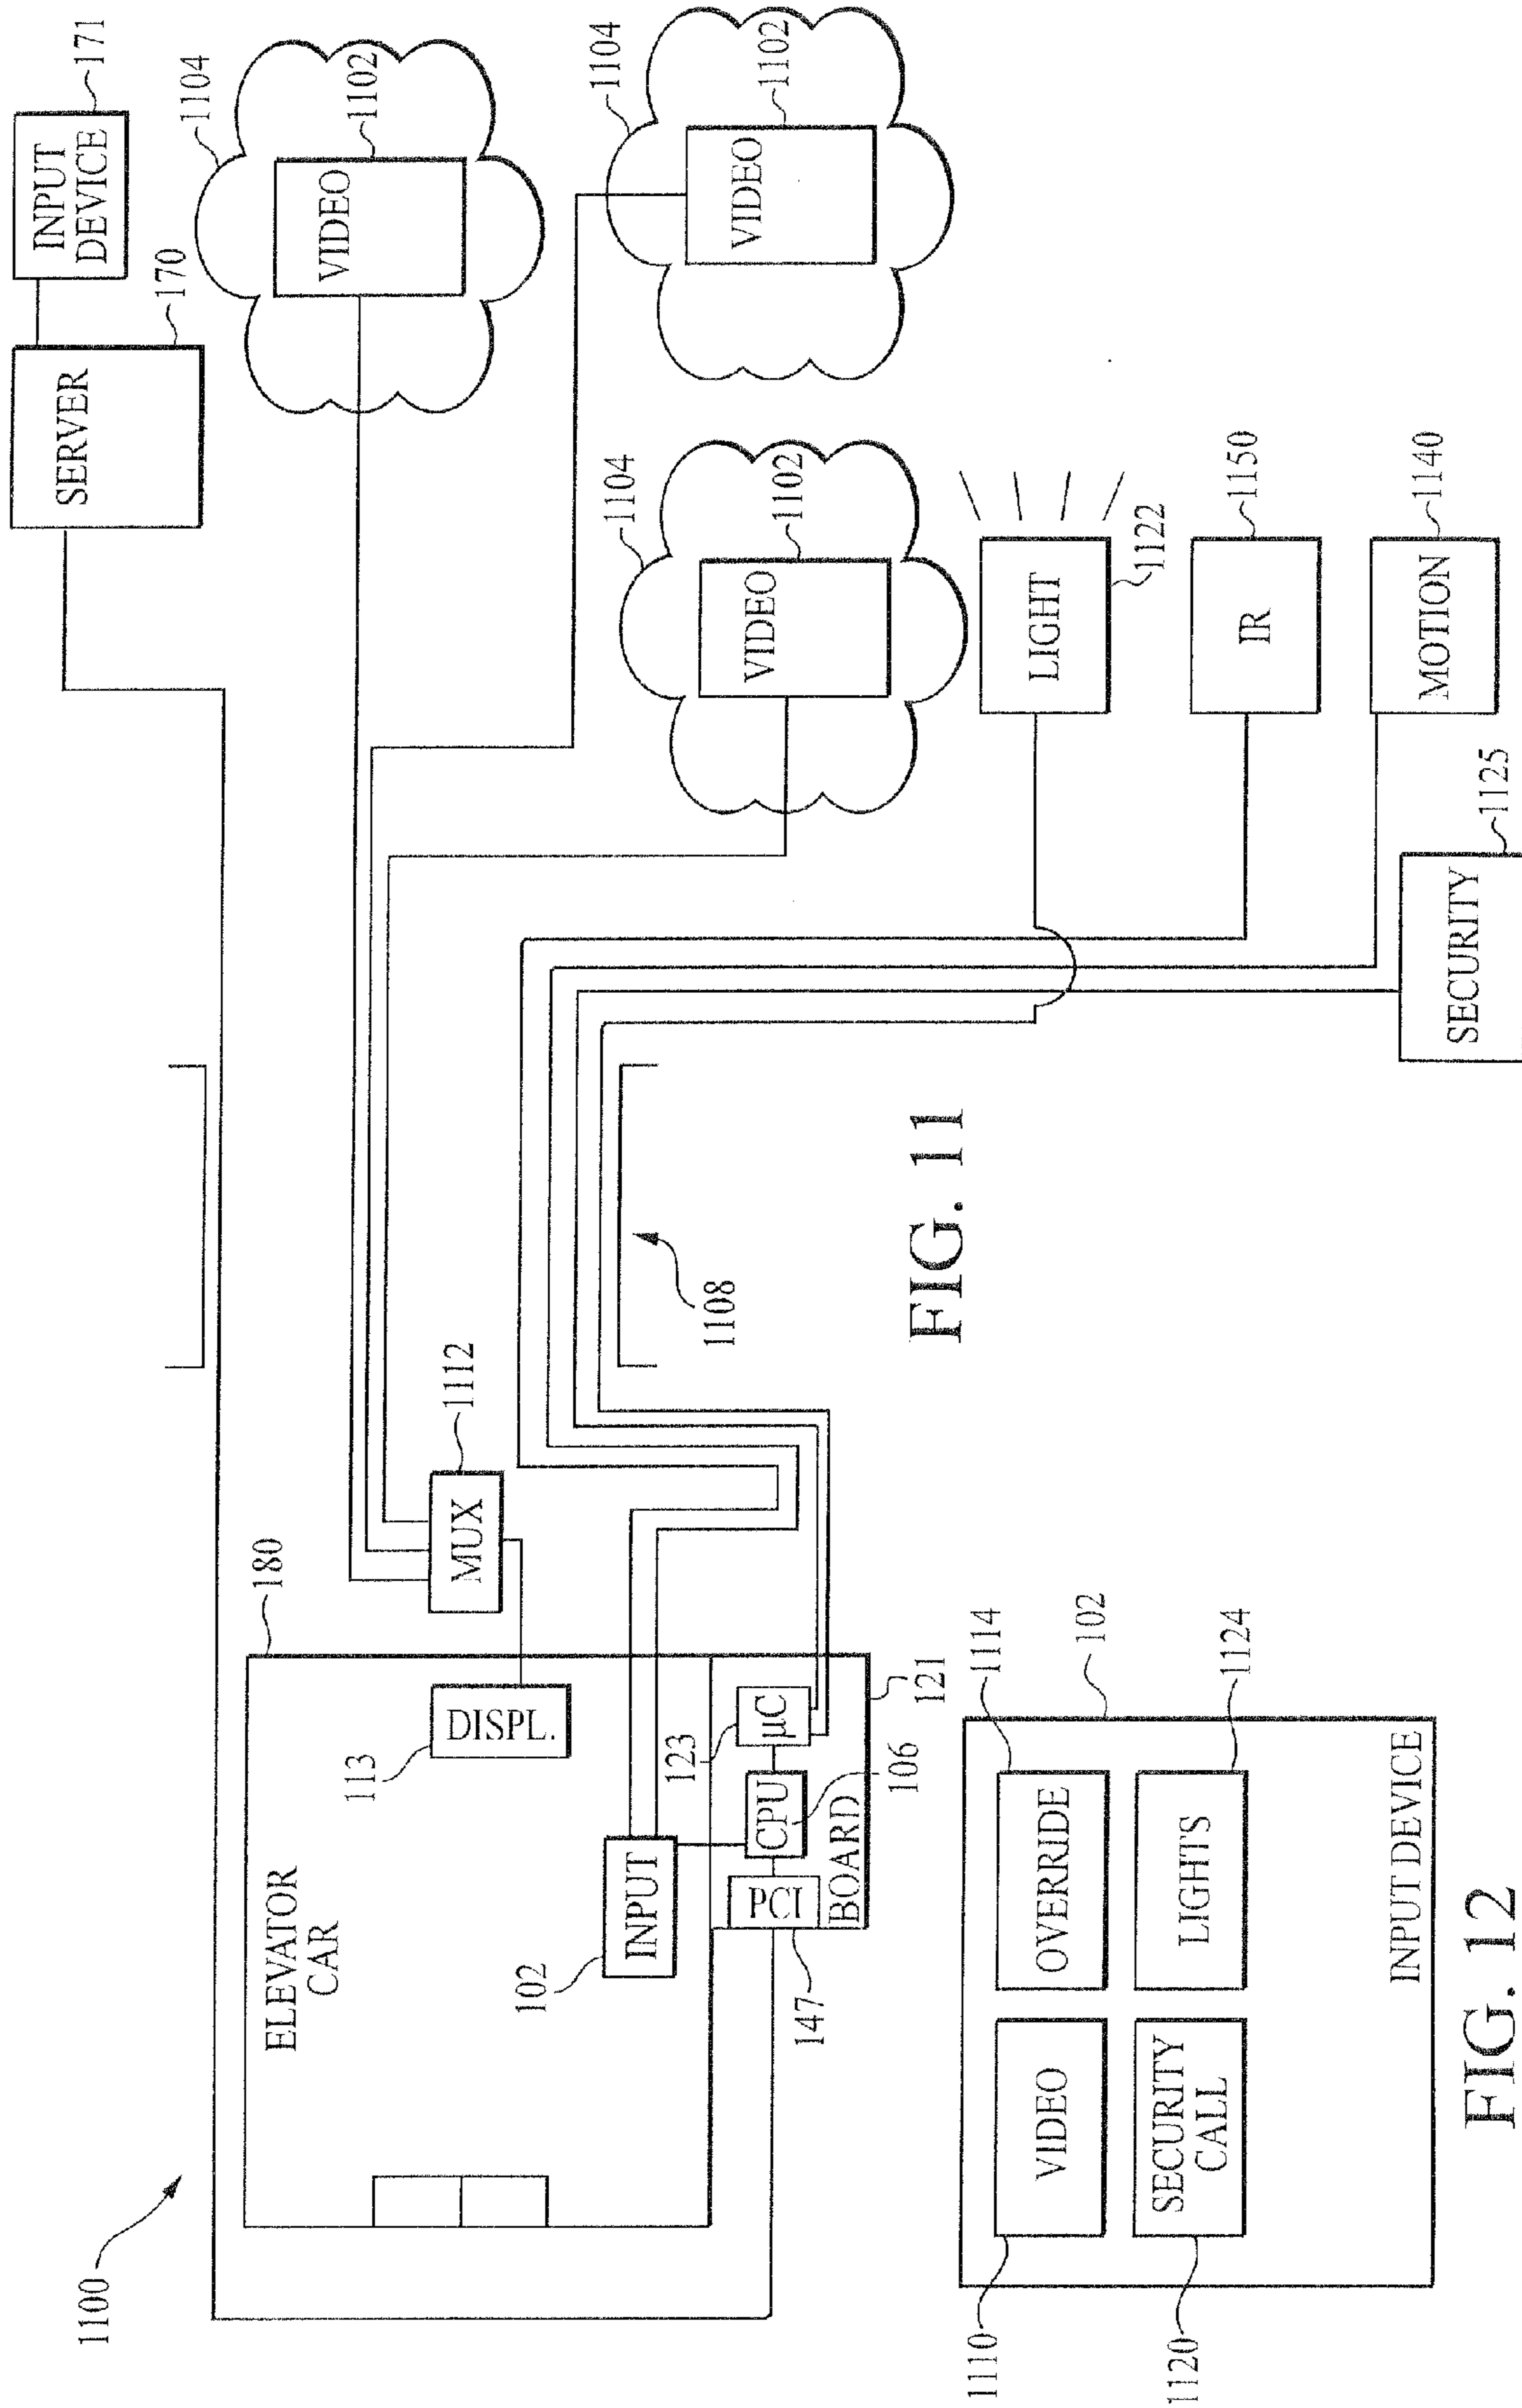 1100
ELEVATOR
CAR
180
113
DISPL.
MUX
1112
102
INPUT
123
μC
CPU
106
PCI
147
BOARD
121
1108
SERVER
170
INPUT
DEVICE
171
VIDEO
1102
1104
VIDEO
1102
1104
VIDEO
1102
1104
LIGHT
1122
IR
1150
MOTION
1140
SECURITY
1125
FIG. 11
1110
VIDEO
OVERRIDE
1114
102
1120
SECURITY
CALL
LIGHTS
1124
INPUT DEVICE
FIG. 12